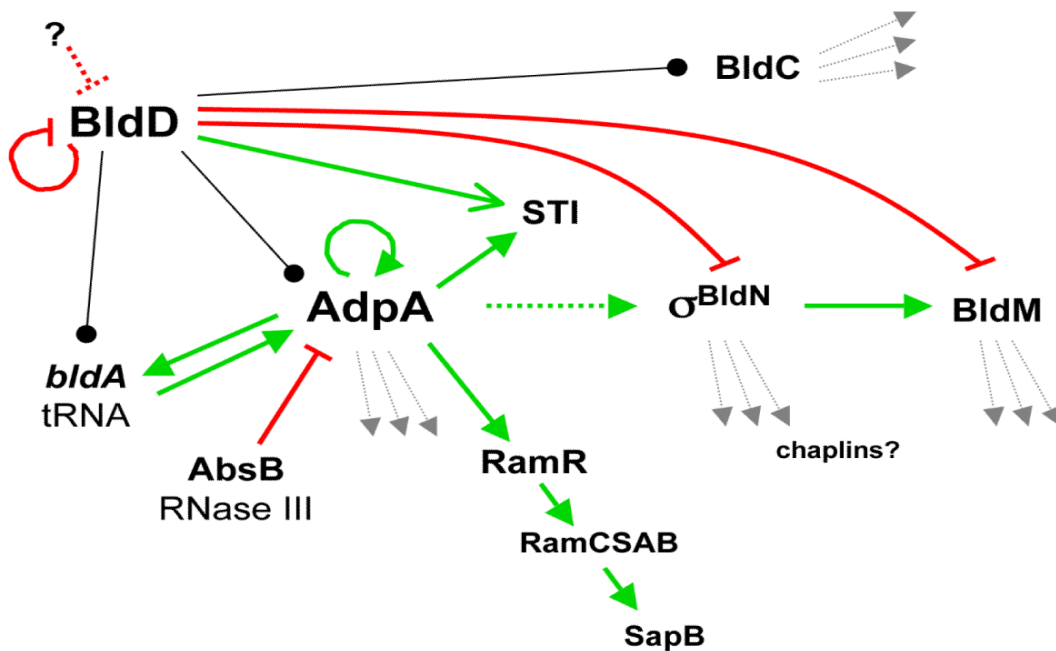 ?
BldC
BldD
STI
AdpA
σBldN
BldM
bldA
tRNA
chaplins?
AbsB
RNase III
RamR
RamCSAB
SapB